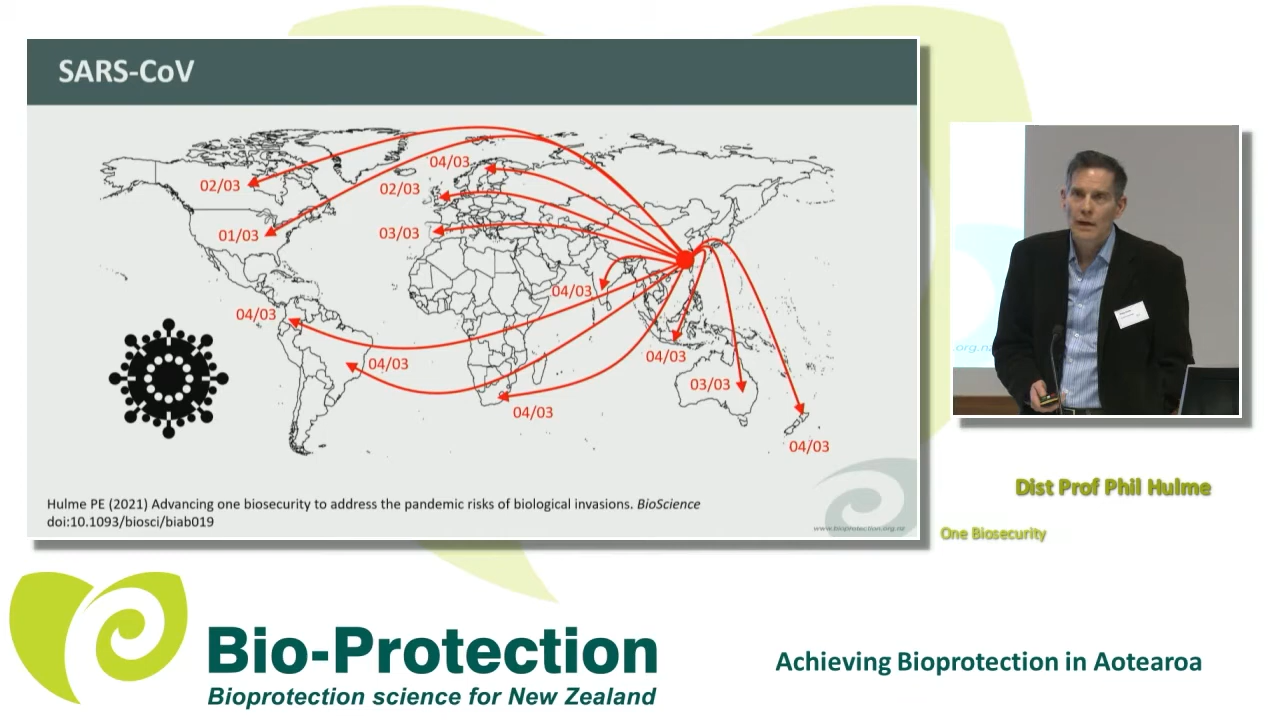 SARS-CoV
04/03
02/03
02/03
01/03
03/03
04/03
04/03
04/03
04/03
03/03
04/03
04/03
Hulme PE (2021) Advancing one biosecurity to address the pandemic risks of biological invasions. BioScience
doi:10.1093/biosci/biab019
www.bioprotection.org.nz
.org.nz
Dist Prof Phil Hulme
One Biosecurity
Bio-Protection
Bioprotection science for New Zealand
Achieving Bioprotection in Aotearoa